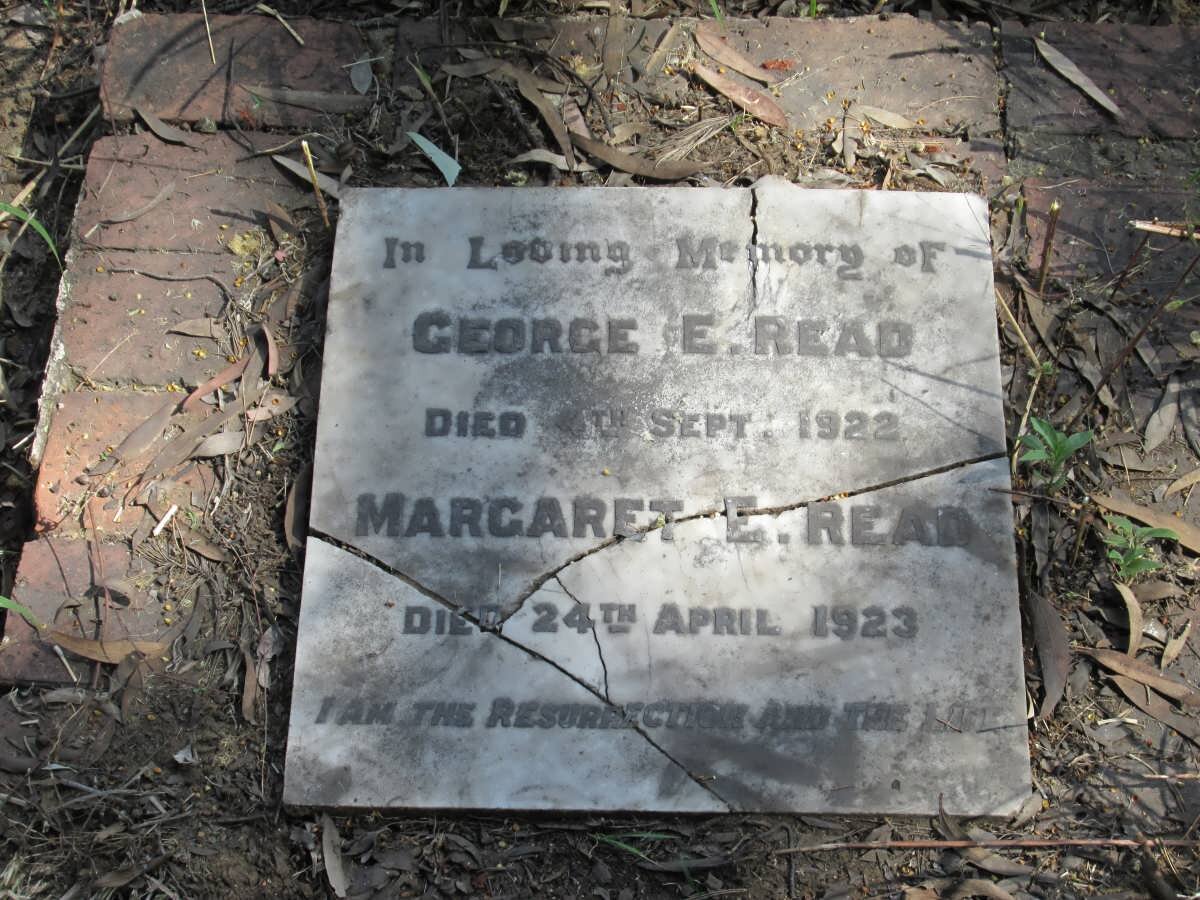 In Loving Memory of
GEORGE E. READ
DIED TH SEPT. 1922
MARGARET E. READ
DIED 24TH APRIL 1923
I AM THE RESURRECTION AND THE LIFE